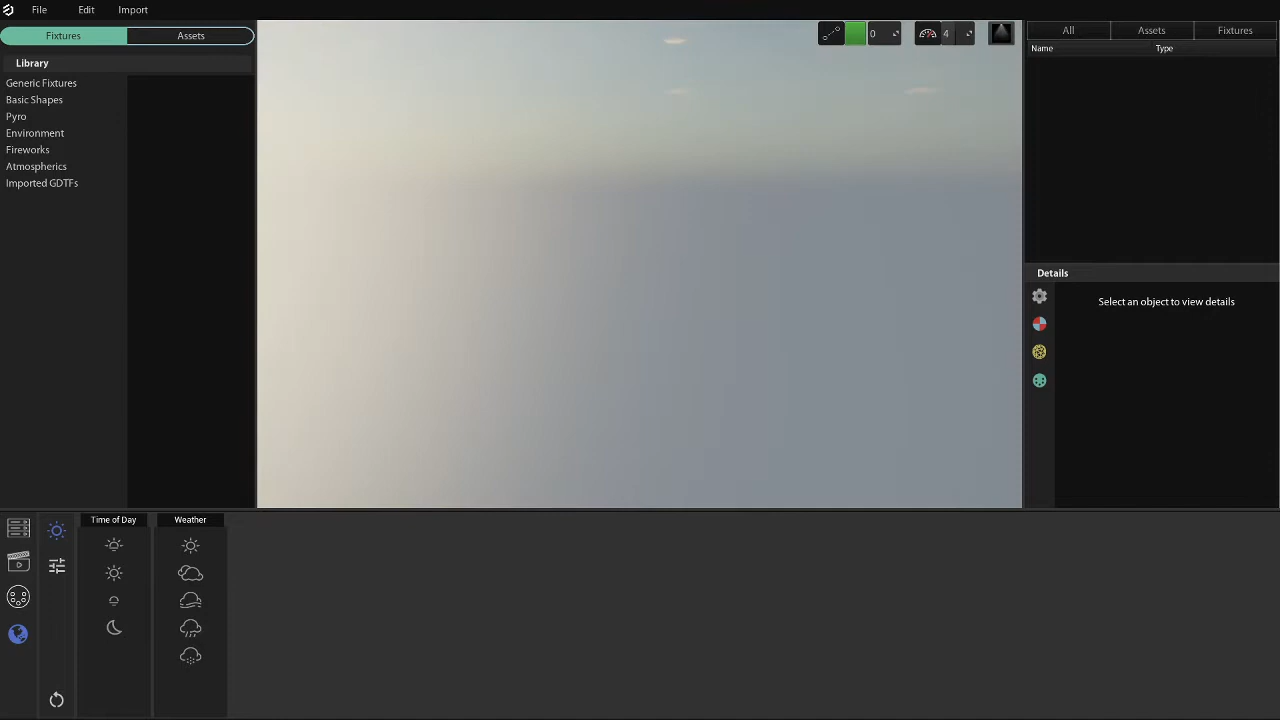 File Edit Import
Fixtures Assets
Library
Generic Fixtures
Basic Shapes
Pyro
Environment
Fireworks
Atmospherics
Imported GDTFs
0 4
All Assets Fixtures
Name Type
Details
Select an object to view details
Time of Day Weather